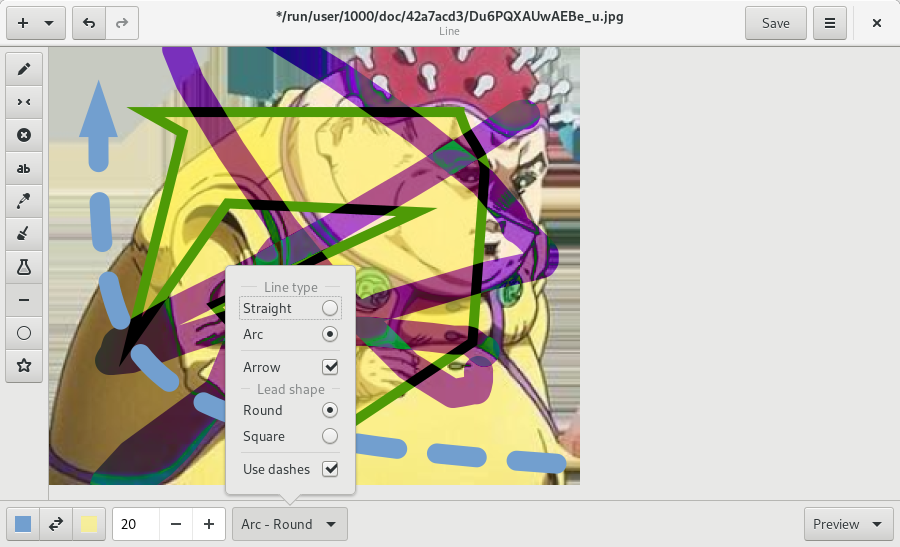 */run/user/1000/doc/42a7acd3/Du6PQXAUwAEBe_u.jpg
Line
Save
ab
Line type
Straight
Arc
Arrow
Lead shape
Round
Square
Use dashes
20
Arc - Round
Preview